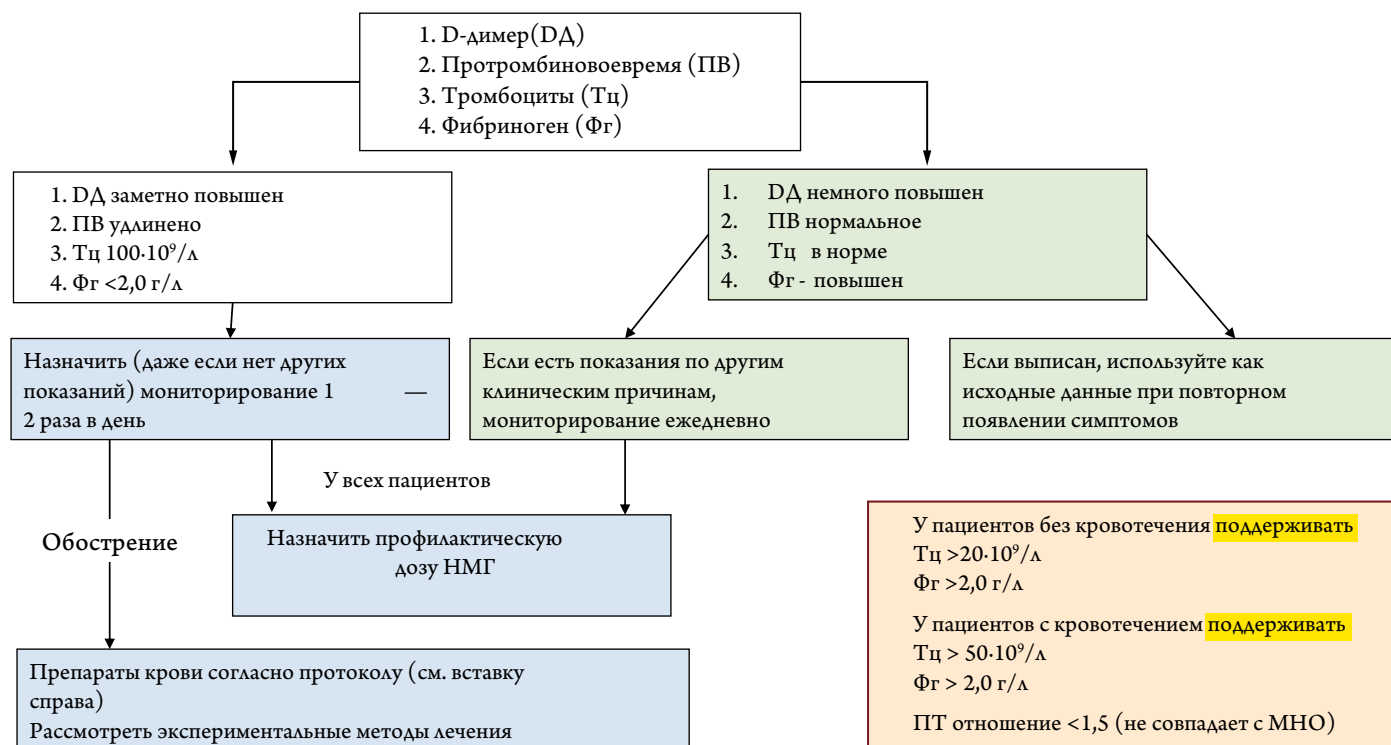 1. D-димер(DД)
2. Протромбиновоевремя (ПВ)
3. Тромбоциты (Тц)
4. Фибриноген (Фг)
1. DД заметно повышен
2. ПВ удлинено
3. Тц 100·10⁹/л
4. Фг <2,0 г/л
1. DД немного повышен
2. ПВ нормальное
3. Тц в норме
4. Фг - повышен
Назначить (даже если нет других
показаний) мониторирование 1 —
2 раза в день
Если есть показания по другим
клиническим причинам,
мониторирование ежедневно
Если выписан, используйте как
исходные данные при повторном
появлении симптомов
У всех пациентов
Обострение
Назначить профилактическую
дозу НМГ
Препараты крови согласно протоколу (см. вставку
справа)
Рассмотреть экспериментальные методы лечения
У пациентов без кровотечения поддерживать
Тц >20·10⁹/л
Фг >2,0 г/л
У пациентов с кровотечением поддерживать
Тц > 50·10⁹/л
Фг > 2,0 г/л
ПТ отношение <1,5 (не совпадает с МНО)